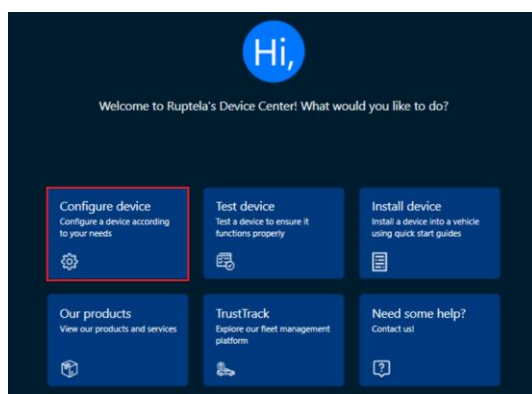 Hi,
Welcome to Ruptela's Device Center! What would you like to do?
Configure device
Configure a device according
to your needs
Test device
Test a device to ensure it
functions properly
Install device
Install a device into a vehicle
using quick start guides
Our products
View our products and services
TrustTrack
Explore our fleet management
platform
Need some help?
Contact us!